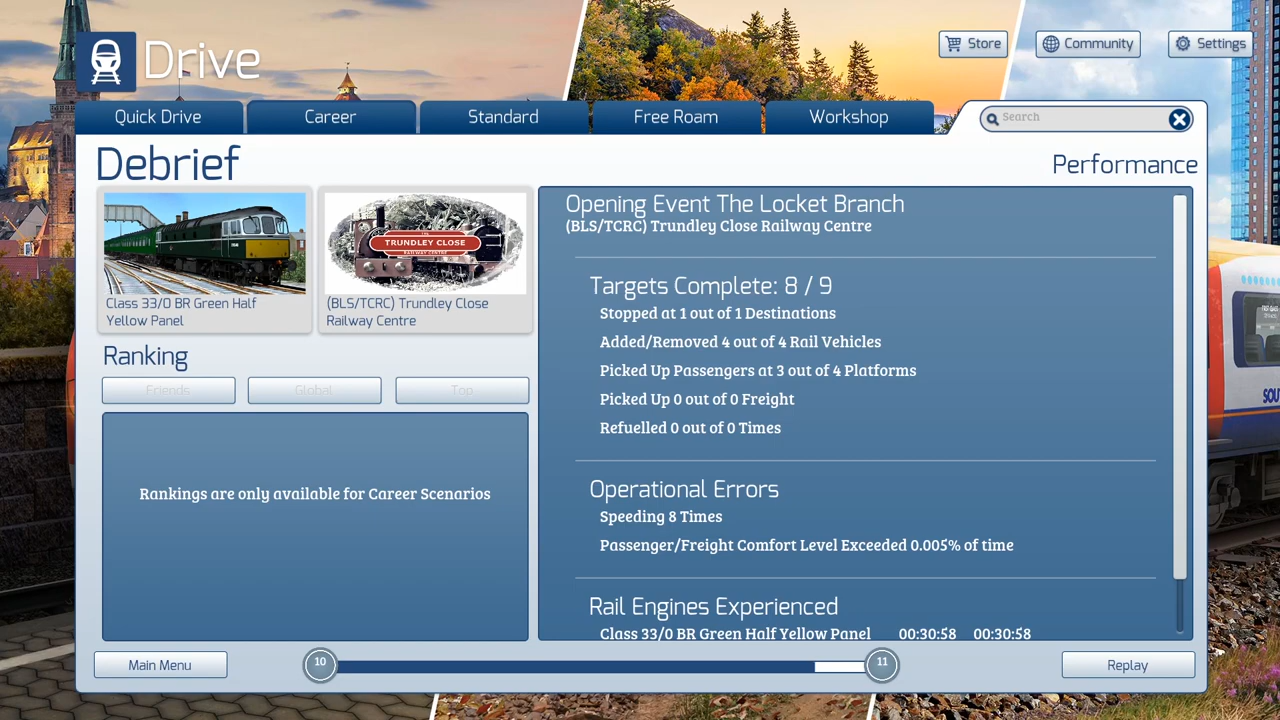 Drive
Store
Community
Settings
Quick Drive
Career
Standard
Free Roam
Workshop
Search
Debrief
Performance
TRUNDLEY CLOSE
RAILWAY CENTRE
Class 33/0 BR Green Half
Yellow Panel
(BLS/TCRC) Trundley Close
Railway Centre
Ranking
Friends
Global
Top
Rankings are only available for Career Scenarios
Opening Event The Locket Branch
(BLS/TCRC) Trundley Close Railway Centre
Targets Complete: 8 / 9
Stopped at 1 out of 1 Destinations
Added/Removed 4 out of 4 Rail Vehicles
Picked Up Passengers at 3 out of 4 Platforms
Picked Up 0 out of 0 Freight
Refuelled 0 out of 0 Times
Operational Errors
Speeding 8 Times
Passenger/Freight Comfort Level Exceeded 0.005% of time
Rail Engines Experienced
Class 33/0 BR Green Half Yellow Panel 00:30:58 00:30:58
Main Menu
10
11
Replay
SOU